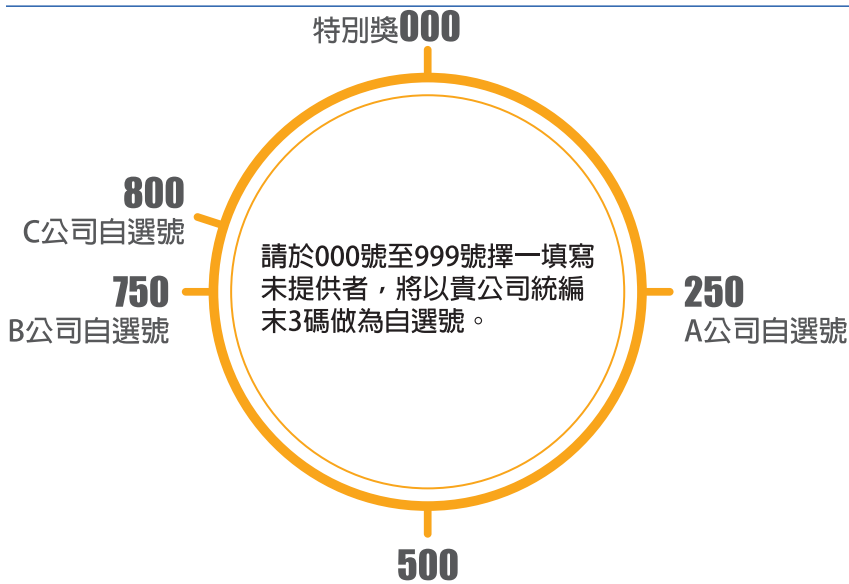 特別獎000
800
C公司自選號
750
B公司自選號
請於000號至999號擇一填寫
未提供者，將以貴公司統編
末3碼做為自選號。
250
A公司自選號
500